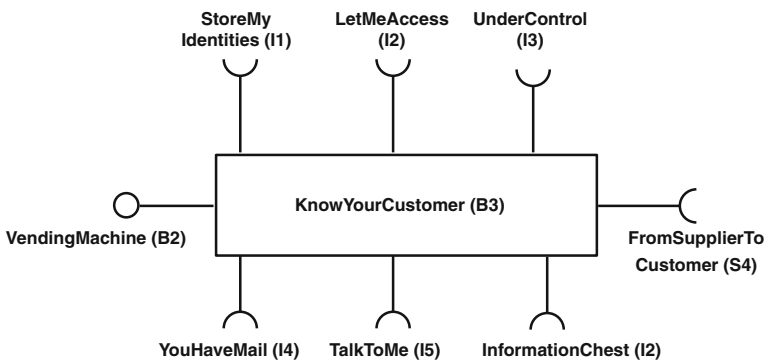 StoreMy
Identities (I1)
LetMeAccess
(I2)
UnderControl
(I3)
KnowYourCustomer (B3)
VendingMachine (B2)
FromSupplierTo
Customer (S4)
YouHaveMail (I4)
TalkToMe (I5)
InformationChest (I2)